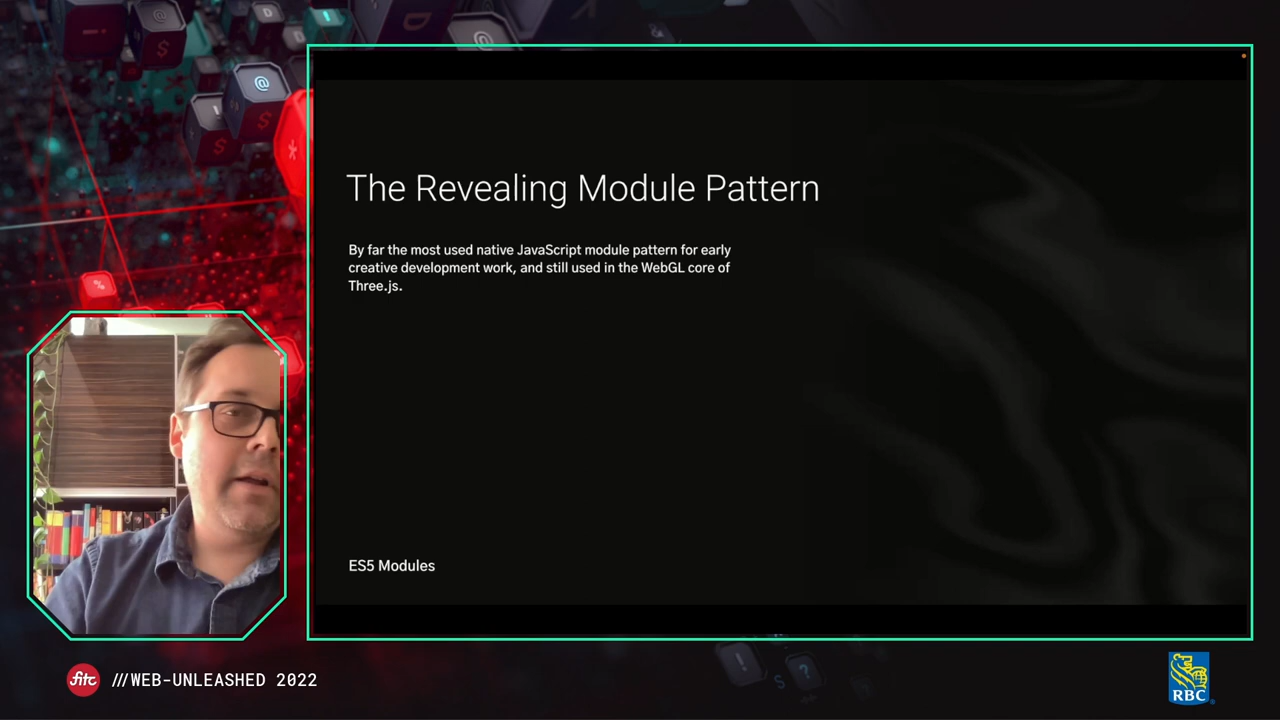 The Revealing Module Pattern
By far the most used native JavaScript module pattern for early
creative development work, and still used in the WebGL core of
Three.js.
ES5 Modules
fitc
///WEB-UNLEASHED 2022
RBC